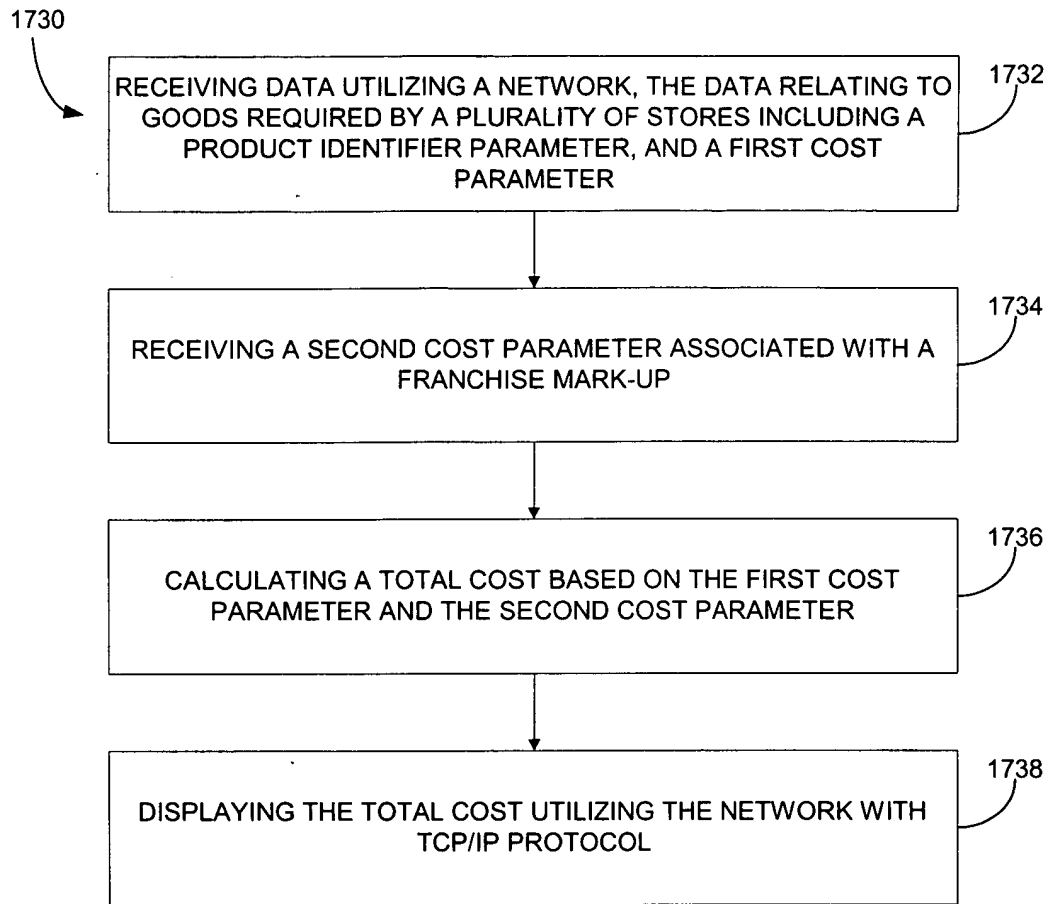 1730
1732
RECEIVING DATA UTILIZING A NETWORK, THE DATA RELATING TO
GOODS REQUIRED BY A PLURALITY OF STORES INCLUDING A
PRODUCT IDENTIFIER PARAMETER, AND A FIRST COST
PARAMETER
1734
RECEIVING A SECOND COST PARAMETER ASSOCIATED WITH A
FRANCHISE MARK-UP
1736
CALCULATING A TOTAL COST BASED ON THE FIRST COST
PARAMETER AND THE SECOND COST PARAMETER
1738
DISPLAYING THE TOTAL COST UTILIZING THE NETWORK WITH
TCP/IP PROTOCOL